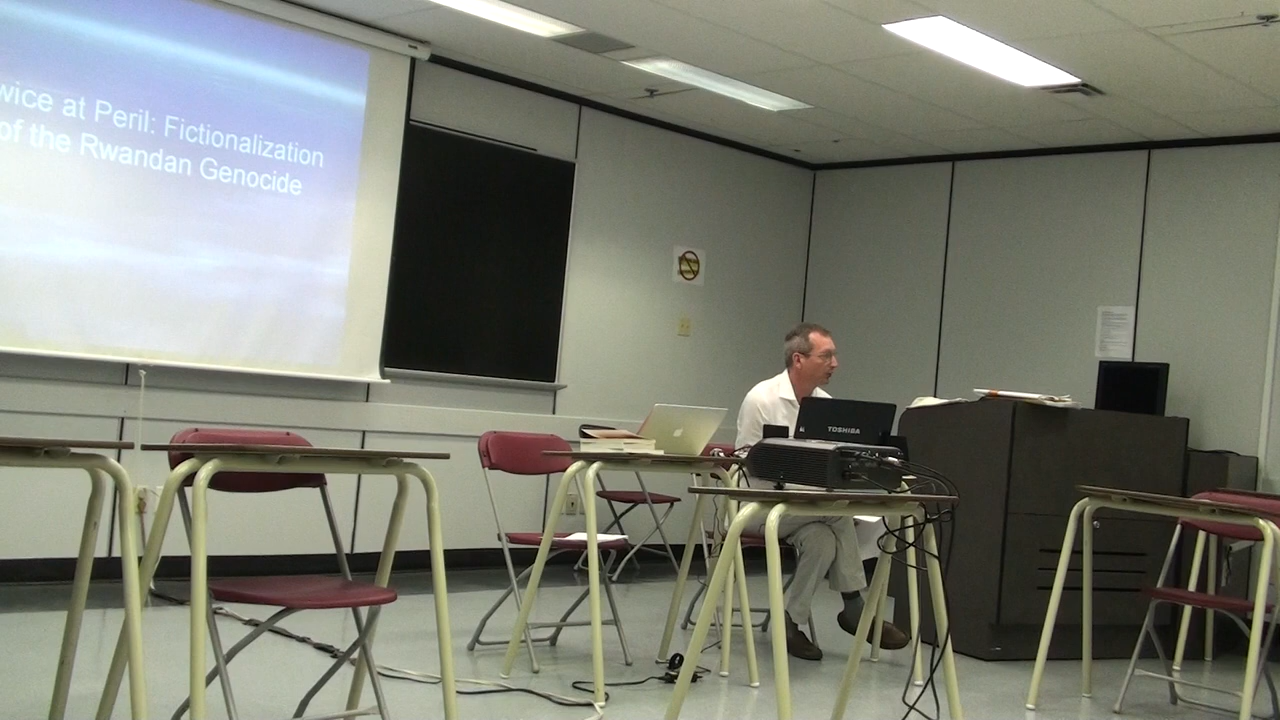 wice at Peril: Fictionalization
of the Rwandan Genocide
TOSHIBA